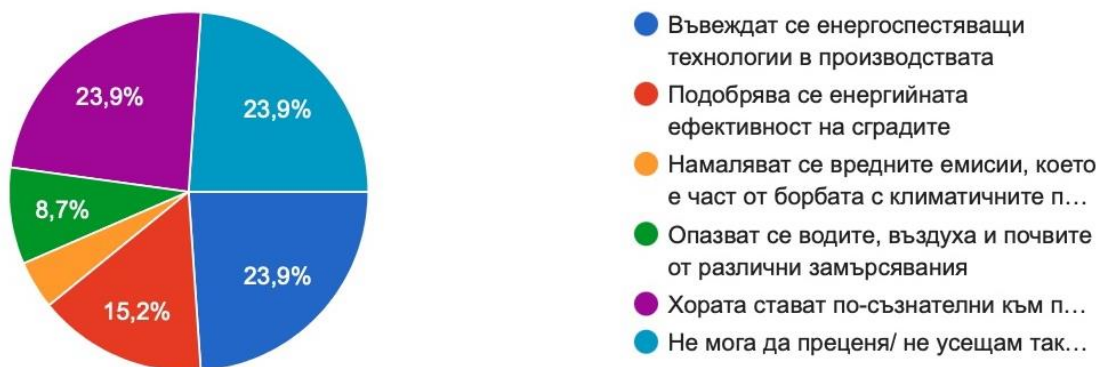 23,9%
23,9%
8,7%
15,2%
23,9%
Въвеждат се енергоспестяващи
технологии в производствата
Подобрява се енергийната
ефективност на сградите
Намаляват се вредните емисии, което
е част от борбата с климатичните п…
Опазват се водите, въздуха и почвите
от различни замърсявания
Хората стават по-съзнателни към п…
Не мога да преценя/ не усещам так…